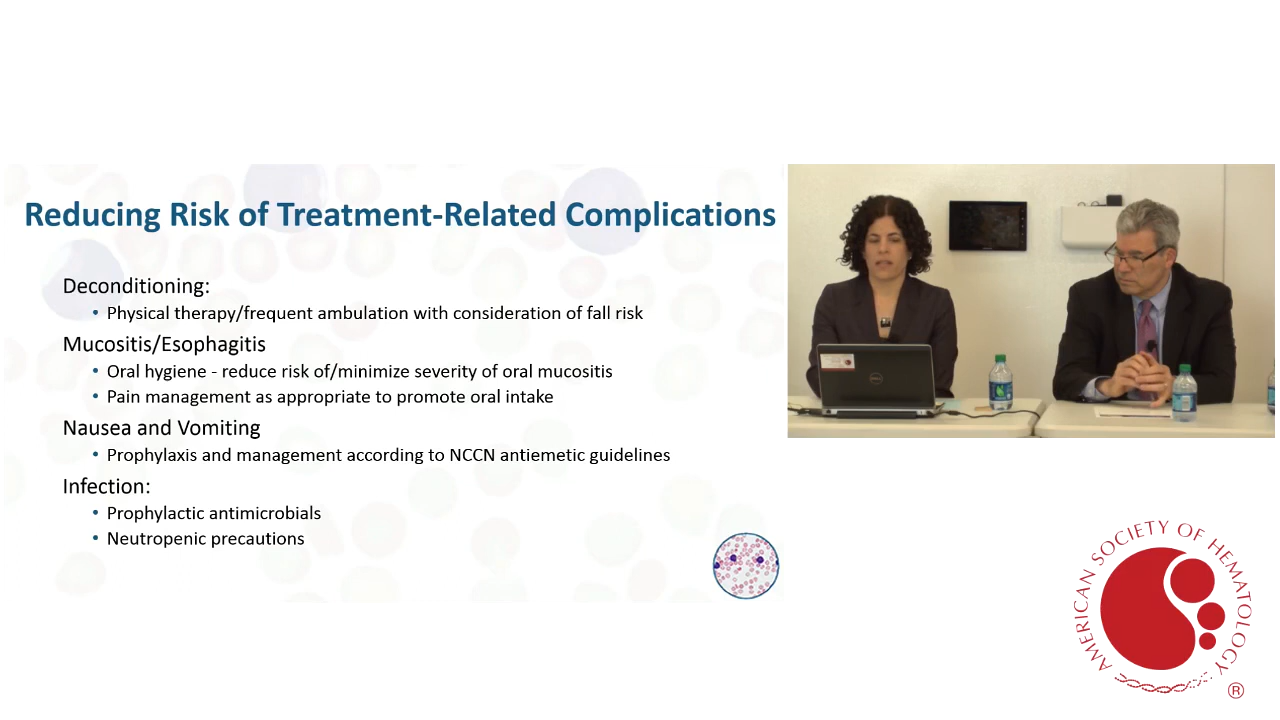 Reducing Risk of Treatment-Related Complications
Deconditioning:
• Physical therapy/frequent ambulation with consideration of fall risk
Mucositis/Esophagitis
• Oral hygiene - reduce risk of/minimize severity of oral mucositis
• Pain management as appropriate to promote oral intake
Nausea and Vomiting
• Prophylaxis and management according to NCCN antiemetic guidelines
Infection:
• Prophylactic antimicrobials
• Neutropenic precautions
AMERICAN SOCIETY OF HEMATOLOGY
®